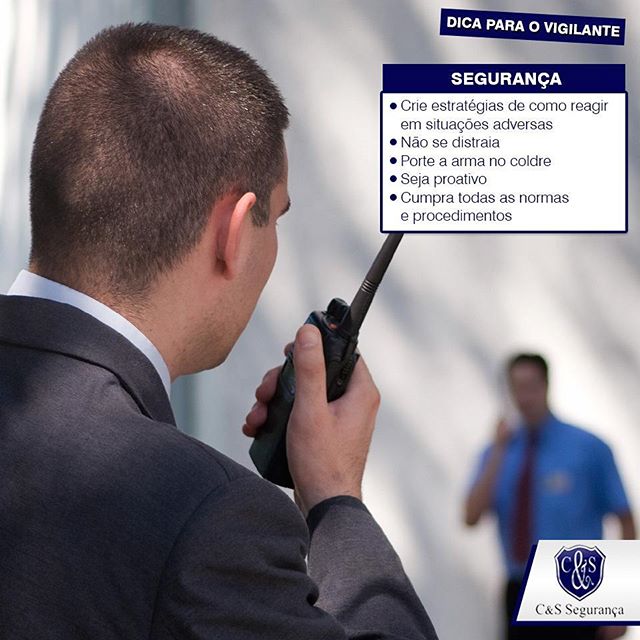 DICA PARA O VIGILANTE
SEGURANÇA
• Crie estratégias de como reagir
em situações adversas
• Não se distraia
• Porte a arma no coldre
• Seja proativo
• Cumpra todas as normas
e procedimentos
C&S
C&S Segurança